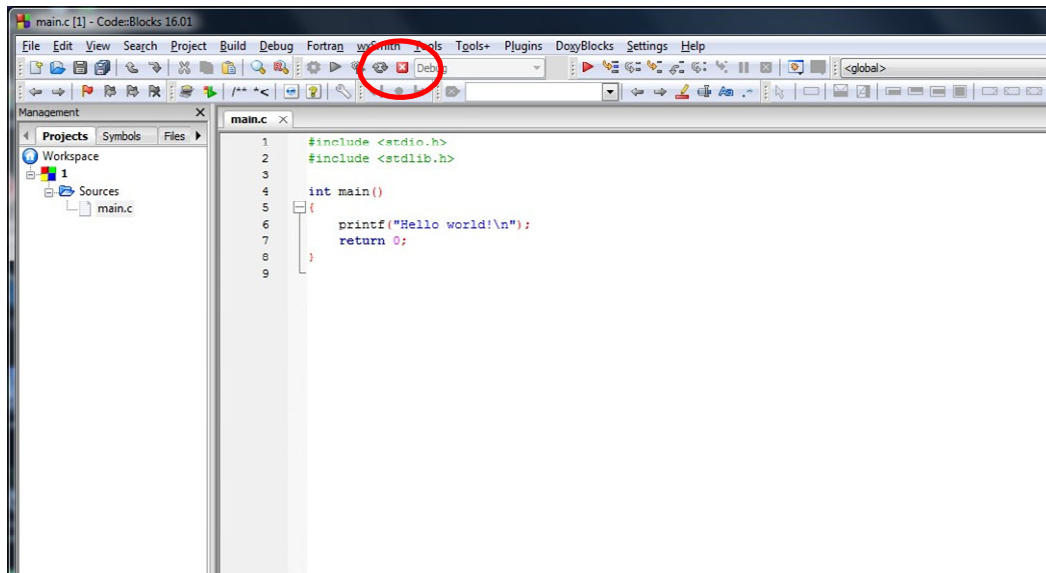 main.c [1] - Code::Blocks 16.01
File Edit View Search Project Build Debug Fortran wxSmith Tools Tools+ Plugins DoxyBlocks Settings Help
Debug <global>
/** *<
Management
main.c
Projects Symbols Files
Workspace
1
Sources
main.c
1 #include <stdio.h>
2 #include <stdlib.h>
3
4 int main()
5 {
6 printf("Hello world!\n");
7 return 0;
8 }
9